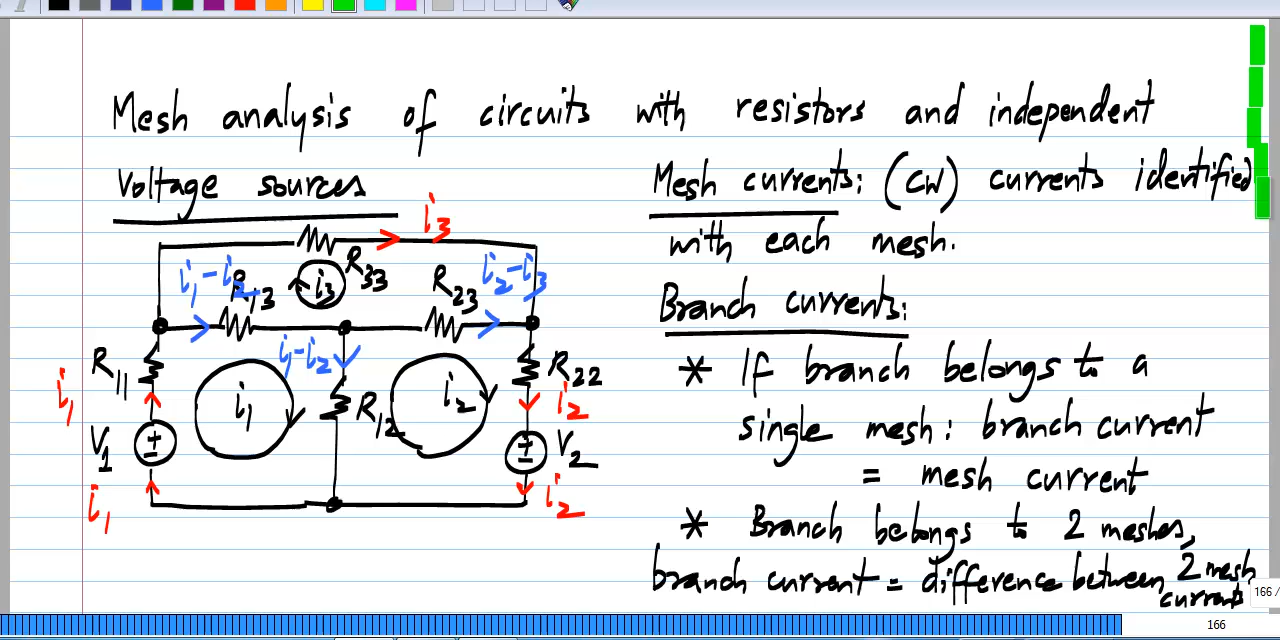 Mesh analysis of circuits with resistors and independent
voltage sources
Mesh currents: (CW) currents identified
with each mesh.
i3
i1-i2
R13
i3
R33
R23
i2-i3
Branch currents:
R11
i1
i1-i2
i1
R12
i2
R22
i2
* If branch belongs to a
single mesh: branch current
= mesh current
V1
±
i1
±
V2
i2
* Branch belongs to 2 meshes,
branch current = difference between 2 mesh
currents
166 /
166